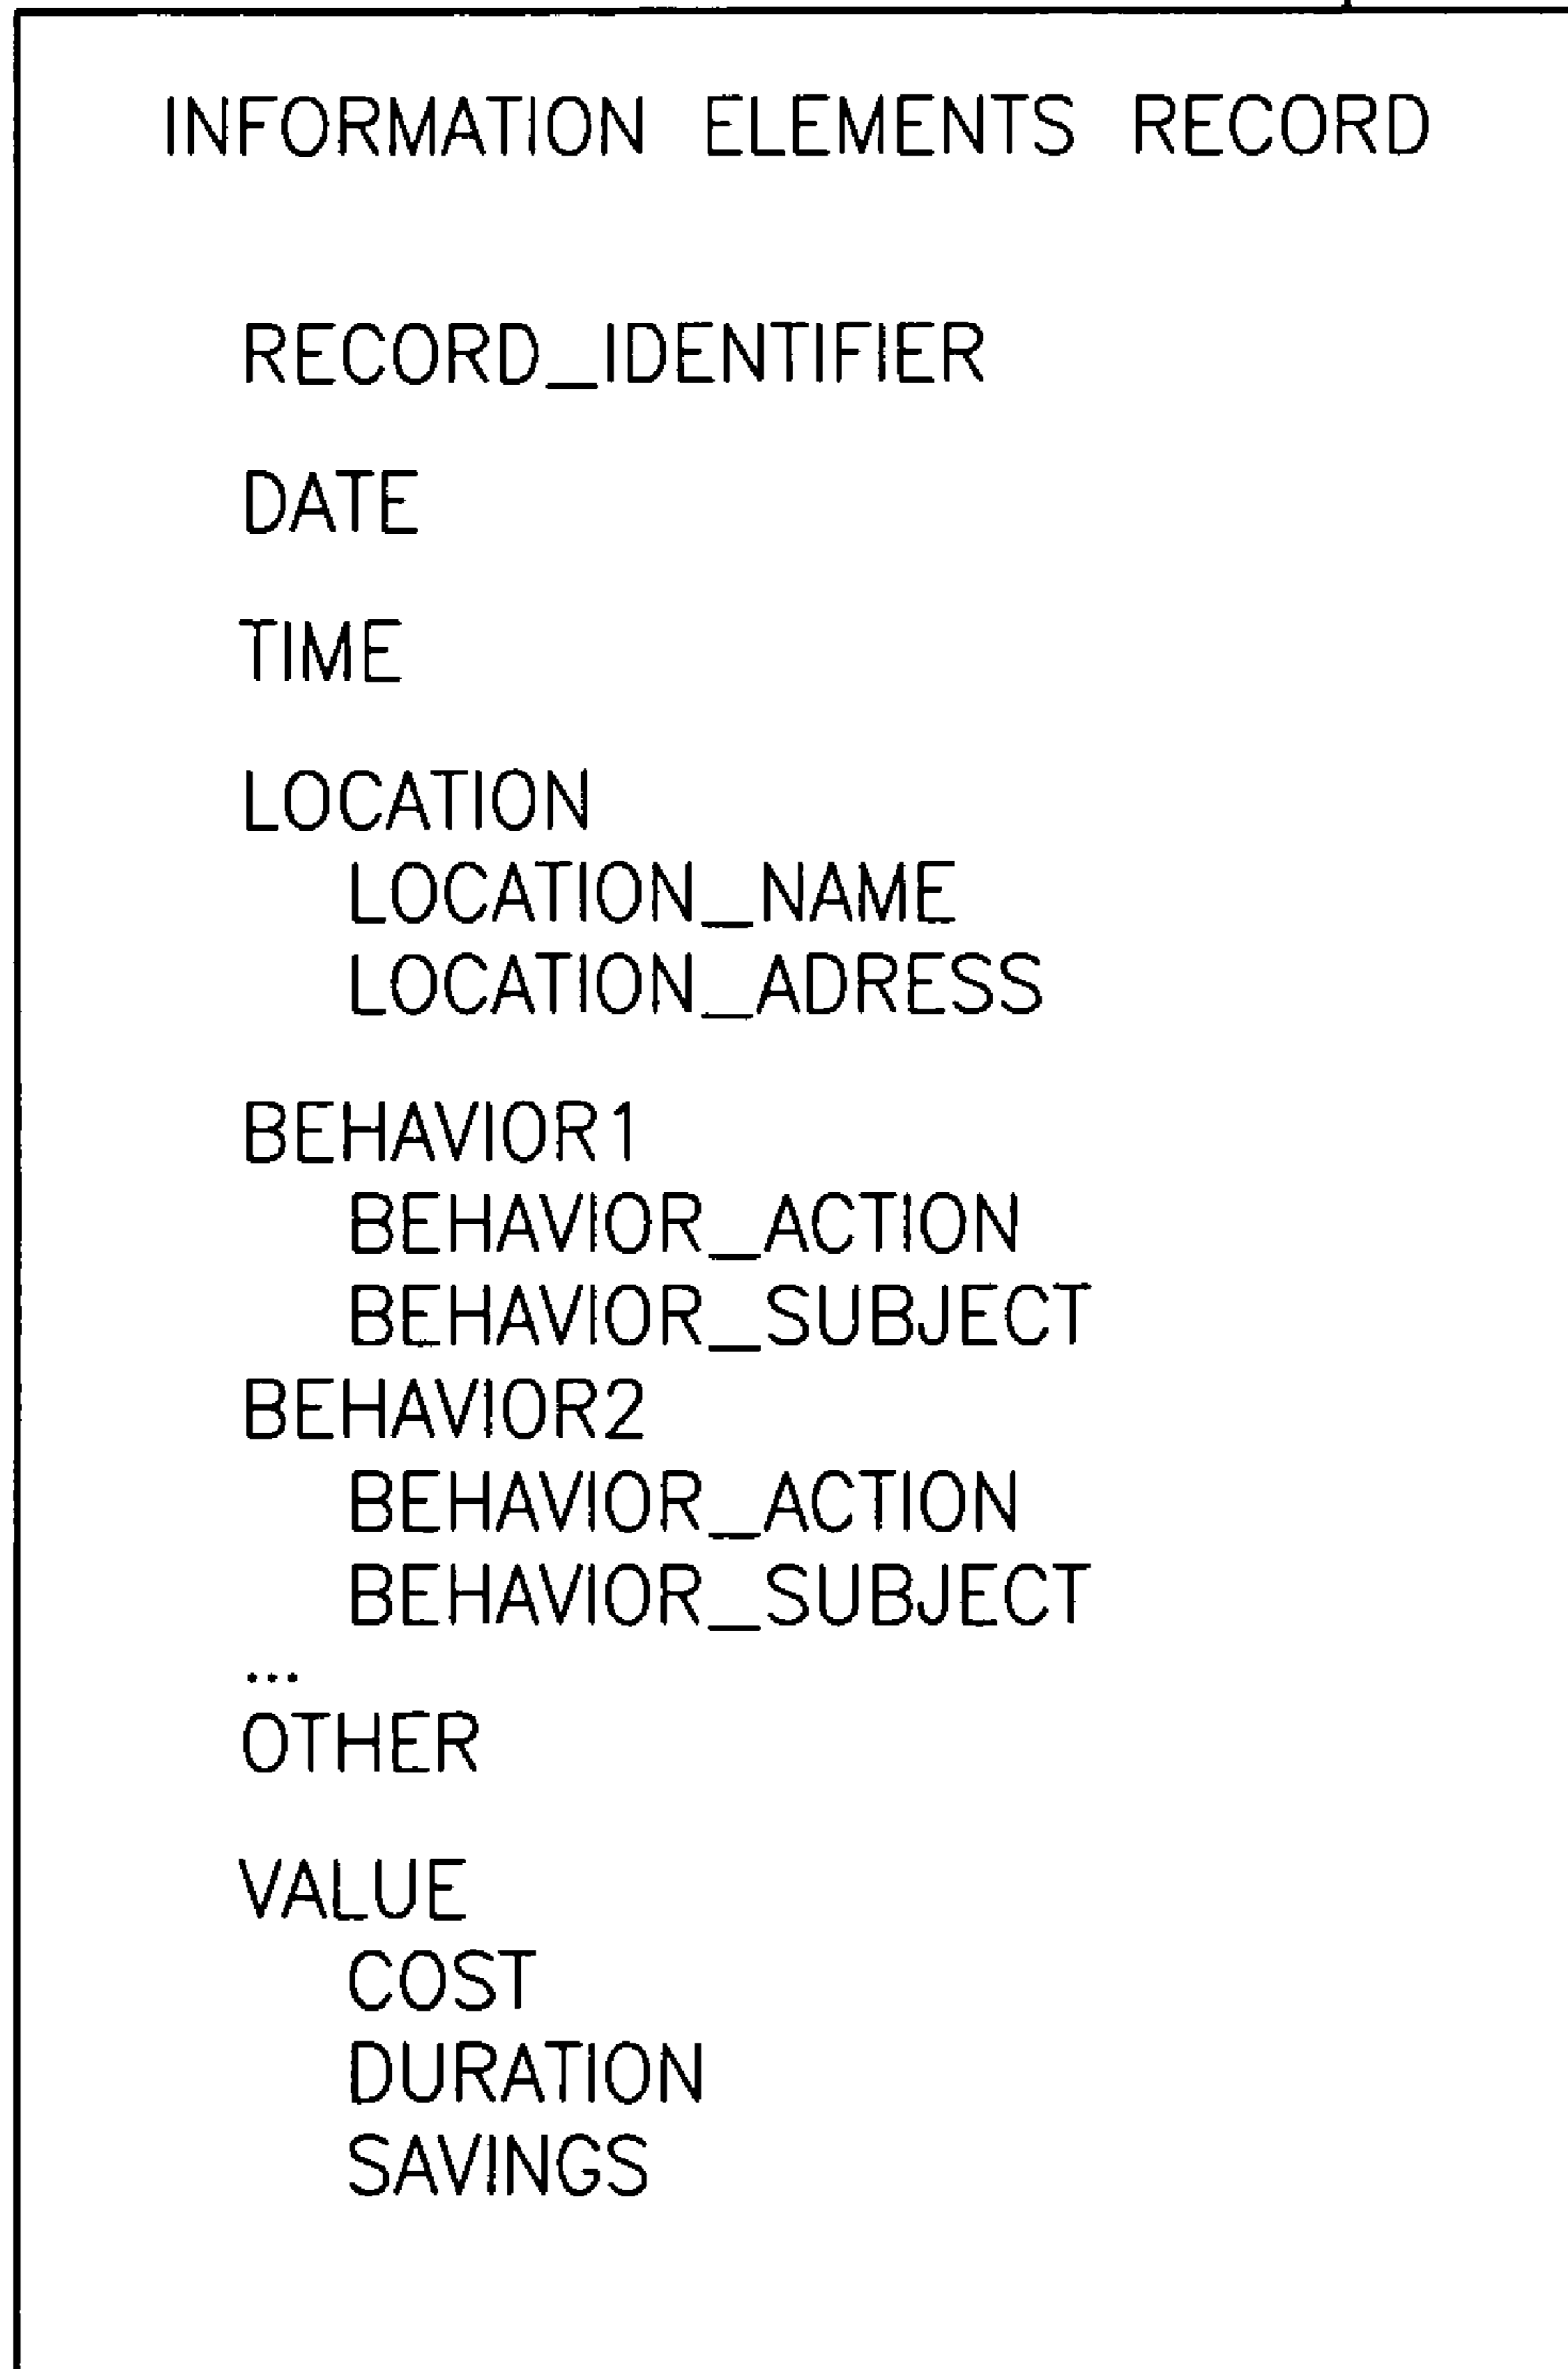 INFORMATION ELEMENTS RECORD
RECORD_IDENTIFIER
DATE
TIME
LOCATION
LOCATION_NAME
LOCATION_ADRESS
BEHAVIOR1
BEHAVIOR_ACTION
BEHAVIOR_SUBJECT
BEHAVIOR2
BEHAVIOR_ACTION
BEHAVIOR_SUBJECT
...
OTHER
VALUE
COST
DURATION
SAVINGS